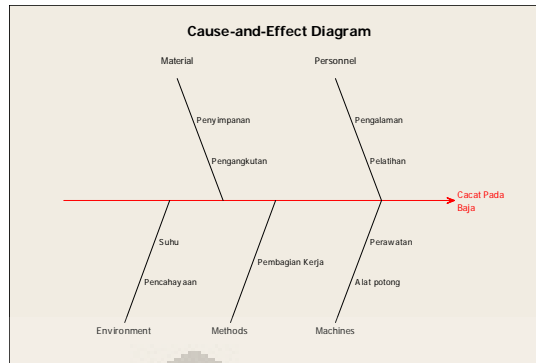 Cause-and-Effect Diagram
Material
Personnel
Penyimpanan
Pengalaman
Pengangkutan
Pelatihan
Cacat Pada
Baja
Suhu
Perawatan
Pembagian Kerja
Pencahayaan
Alat potong
Environment
Methods
Machines